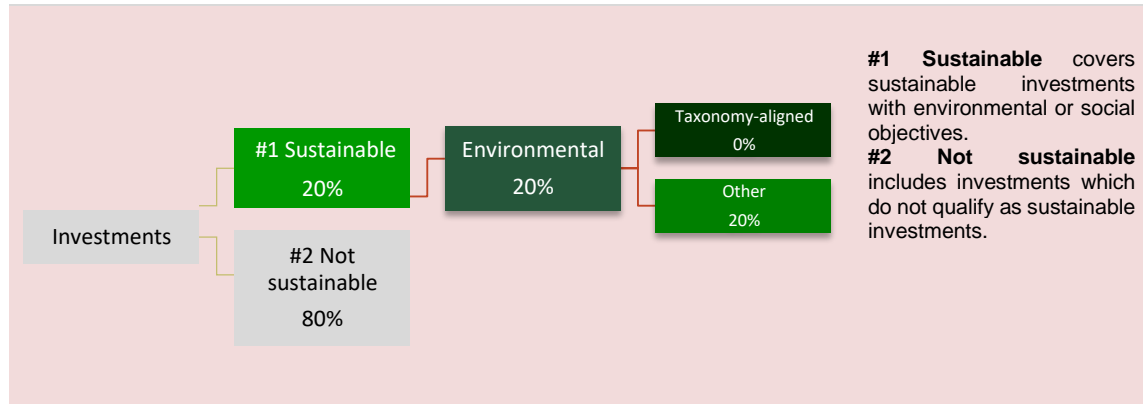 Investments
#1 Sustainable
20%
#2 Not
sustainable
80%
Environmental
20%
Taxonomy-aligned
0%
Other
20%
#1 Sustainable covers
sustainable investments
with environmental or social
objectives.
#2 Not sustainable
includes investments which
do not qualify as sustainable
investments.